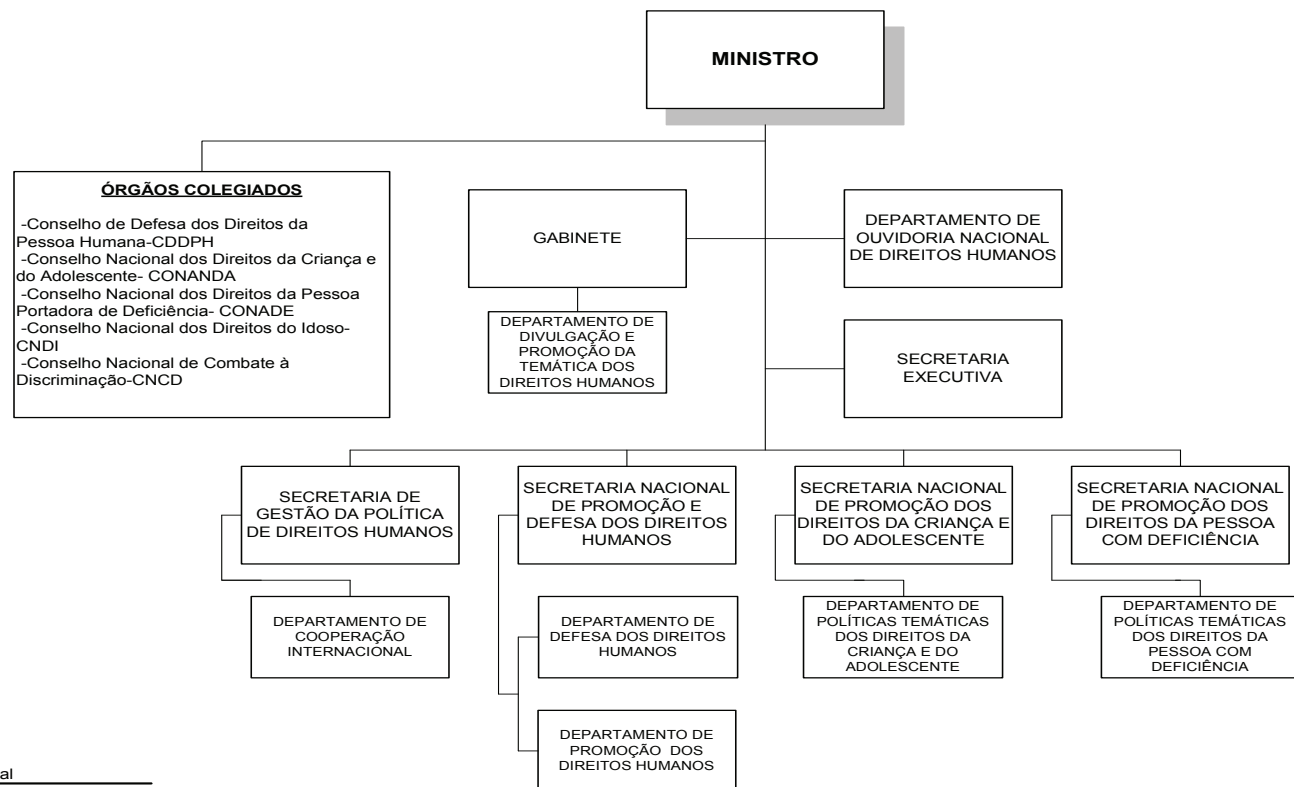 MINISTRO
ÓRGÃOS COLEGIADOS
-Conselho de Defesa dos Direitos da
Pessoa Humana-CDDPH
-Conselho Nacional dos Direitos da Criança e
do Adolescente- CONANDA
-Conselho Nacional dos Direitos da Pessoa
Portadora de Deficiência- CONADE
-Conselho Nacional dos Direitos do Idoso-
CNDI
-Conselho Nacional de Combate à
Discriminação-CNCD
GABINETE
DEPARTAMENTO DE
OUVIDORIA NACIONAL
DE DIREITOS HUMANOS
DEPARTAMENTO DE
DIVULGAÇÃO E
PROMOÇÃO DA
TEMÁTICA DOS
DIREITOS HUMANOS
SECRETARIA
EXECUTIVA
SECRETARIA DE
GESTÃO DA POLÍTICA
DE DIREITOS HUMANOS
SECRETARIA NACIONAL
DE PROMOÇÃO E
DEFESA DOS DIREITOS
HUMANOS
SECRETARIA NACIONAL
DE PROMOÇÃO DOS
DIREITOS DA CRIANÇA E
DO ADOLESCENTE
SECRETARIA NACIONAL
DE PROMOÇÃO DOS
DIREITOS DA PESSOA
COM DEFICIÊNCIA
DEPARTAMENTO DE
COOPERAÇÃO
INTERNACIONAL
DEPARTAMENTO DE
DEFESA DOS DIREITOS
HUMANOS
DEPARTAMENTO DE
POLÍTICAS TEMÁTICAS
DOS DIREITOS DA
CRIANÇA E DO
ADOLESCENTE
DEPARTAMENTO DE
POLÍTICAS TEMÁTICAS
DOS DIREITOS DA
PESSOA COM
DEFICIÊNCIA
DEPARTAMENTO DE
PROMOÇÃO DOS
DIREITOS HUMANOS
al